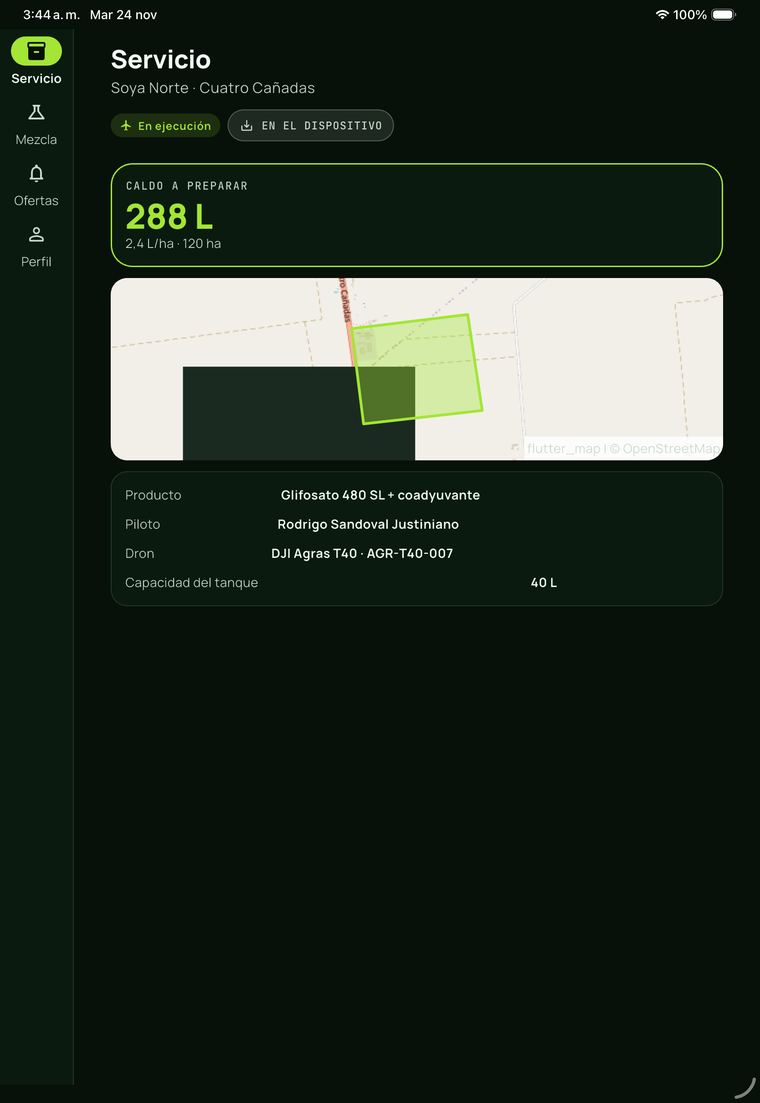 3:44 a. m. Mar 24 nov
100%
Servicio
Mezcla
Ofertas
Perfil
Servicio
Soya Norte · Cuatro Cañadas
En ejecución
EN EL DISPOSITIVO
CALDO A PREPARAR
288 L
2,4 L/ha · 120 ha
Cañadas
flutter_map | © OpenStreetMap
Producto Glifosato 480 SL + coadyuvante
Piloto Rodrigo Sandoval Justiniano
Dron DJI Agras T40 · AGR-T40-007
Capacidad del tanque 40 L